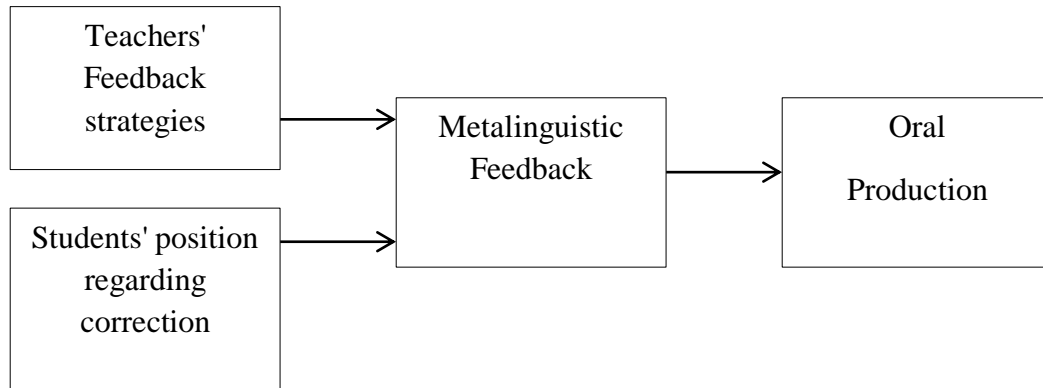 Teachers'
Feedback
strategies
Students' position
regarding
correction
Metalinguistic
Feedback
Oral
Production